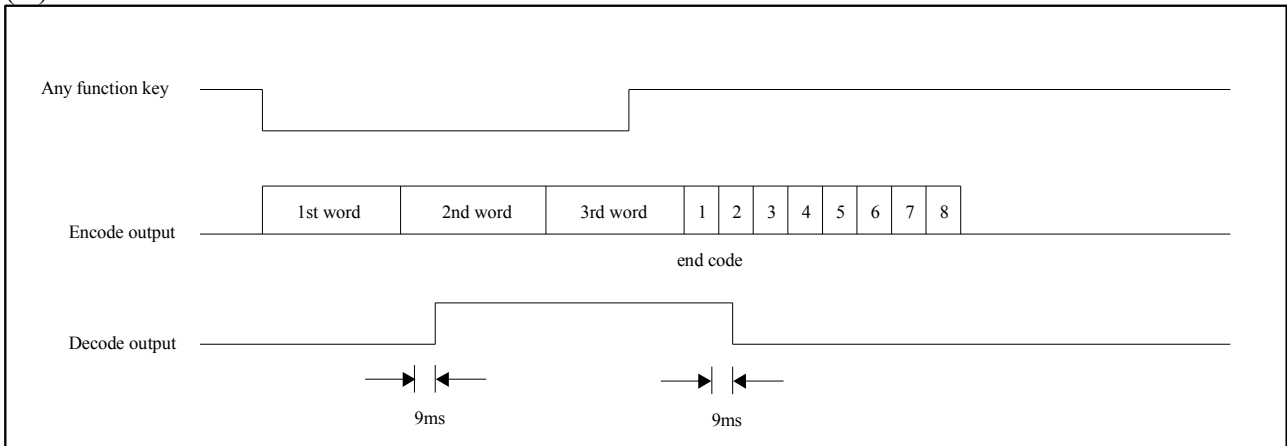 Any function key
1st word 2nd word 3rd word 1 2 3 4 5 6 7 8
Encode output
end code
Decode output
9ms 9ms